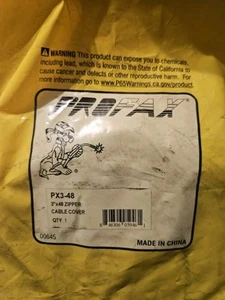 WARNING This product can expose you to chemicals,
including lead, which is known to the State of California to
cause cancer and defects or other reproductive harm. For
more information go to www.P65Warnings.ca.gov/product.
PROFAX
PX3-48
3"x48 ZIPPER
CABLE COVER
QTY 1
00645
MADE IN CHINA